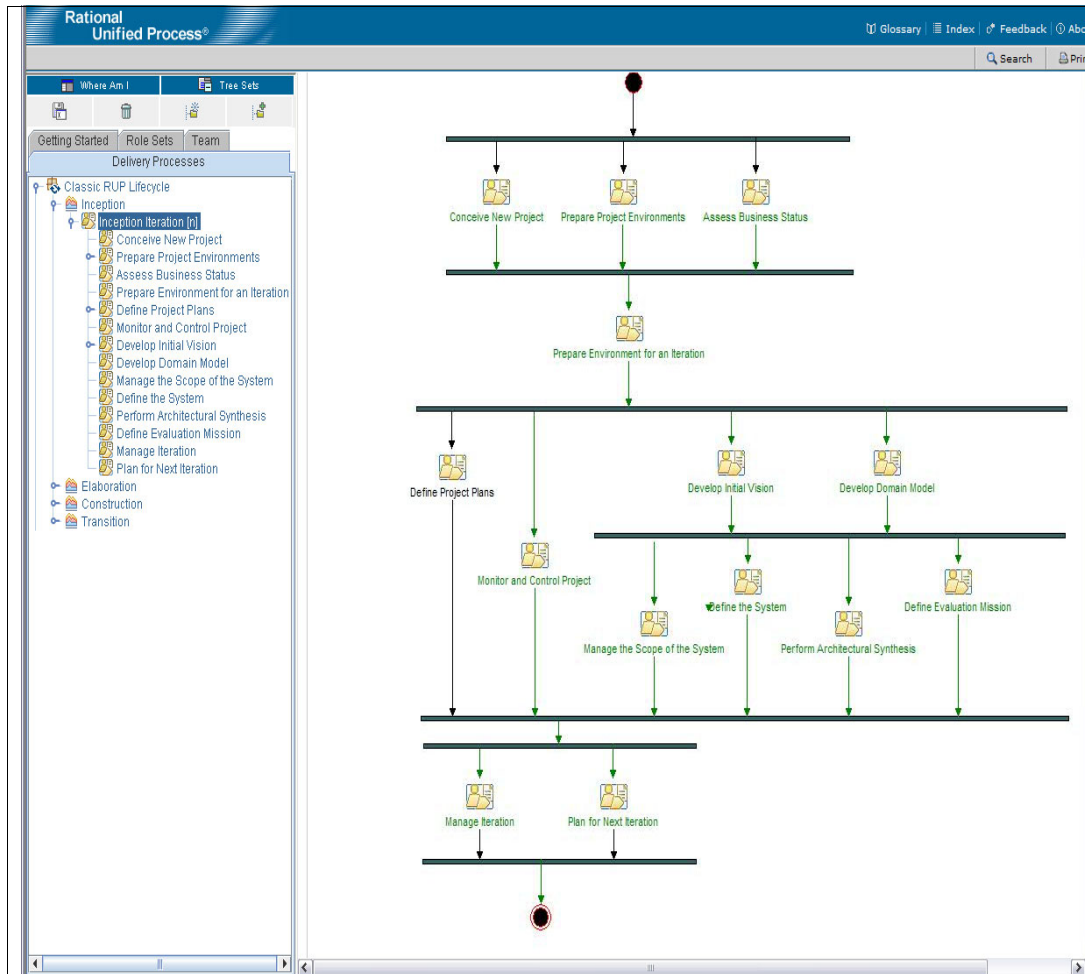 Rational
Unified Process®
Glossary Index Feedback Abo
Search Prin
Where Am I Tree Sets
Getting Started Role Sets Team
Delivery Processes
Classic RUP Lifecycle
Inception
Inception Iteration [n]
Conceive New Project
Prepare Project Environments
Assess Business Status
Prepare Environment for an Iteration
Define Project Plans
Monitor and Control Project
Develop Initial Vision
Develop Domain Model
Manage the Scope of the System
Define the System
Perform Architectural Synthesis
Define Evaluation Mission
Manage Iteration
Plan for Next Iteration
Elaboration
Construction
Transition
Conceive New Project Prepare Project Environments Assess Business Status
Prepare Environment for an Iteration
Define Project Plans Develop Initial Vision Develop Domain Model
Monitor and Control Project Define the System Define Evaluation Mission
Manage the Scope of the System Perform Architectural Synthesis
Manage Iteration Plan for Next Iteration